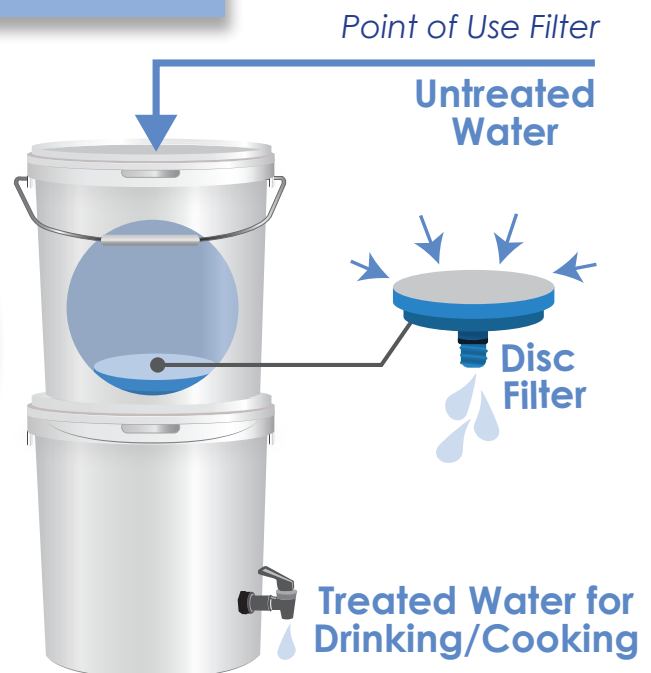 Point of Use Filter
Untreated
Water
Disc
Filter
Treated Water for
Drinking/Cooking